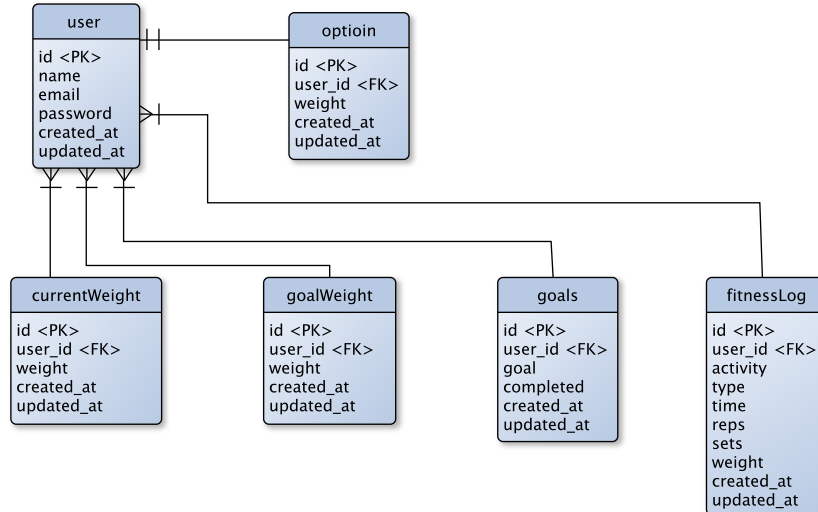 user
id <PK>
name
email
password
created_at
updated_at
optioin
id <PK>
user_id <FK>
weight
created_at
updated_at
currentWeight
id <PK>
user_id <FK>
weight
created_at
updated_at
goalWeight
id <PK>
user_id <FK>
weight
created_at
updated_at
goals
id <PK>
user_id <FK>
goal
completed
created_at
updated_at
fitnessLog
id <PK>
user_id <FK>
activity
type
time
reps
sets
weight
created_at
updated_at